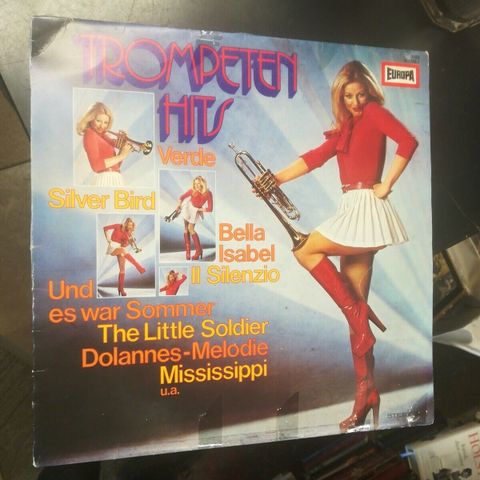 TROMPETEN
HITS
EUROPA
Verde
Silver Bird
Bella
Isabel
Il Silenzio
Und
es war Sommer
The Little Soldier
Dolannes-Melodie
Mississippi
u.a.
STEREO